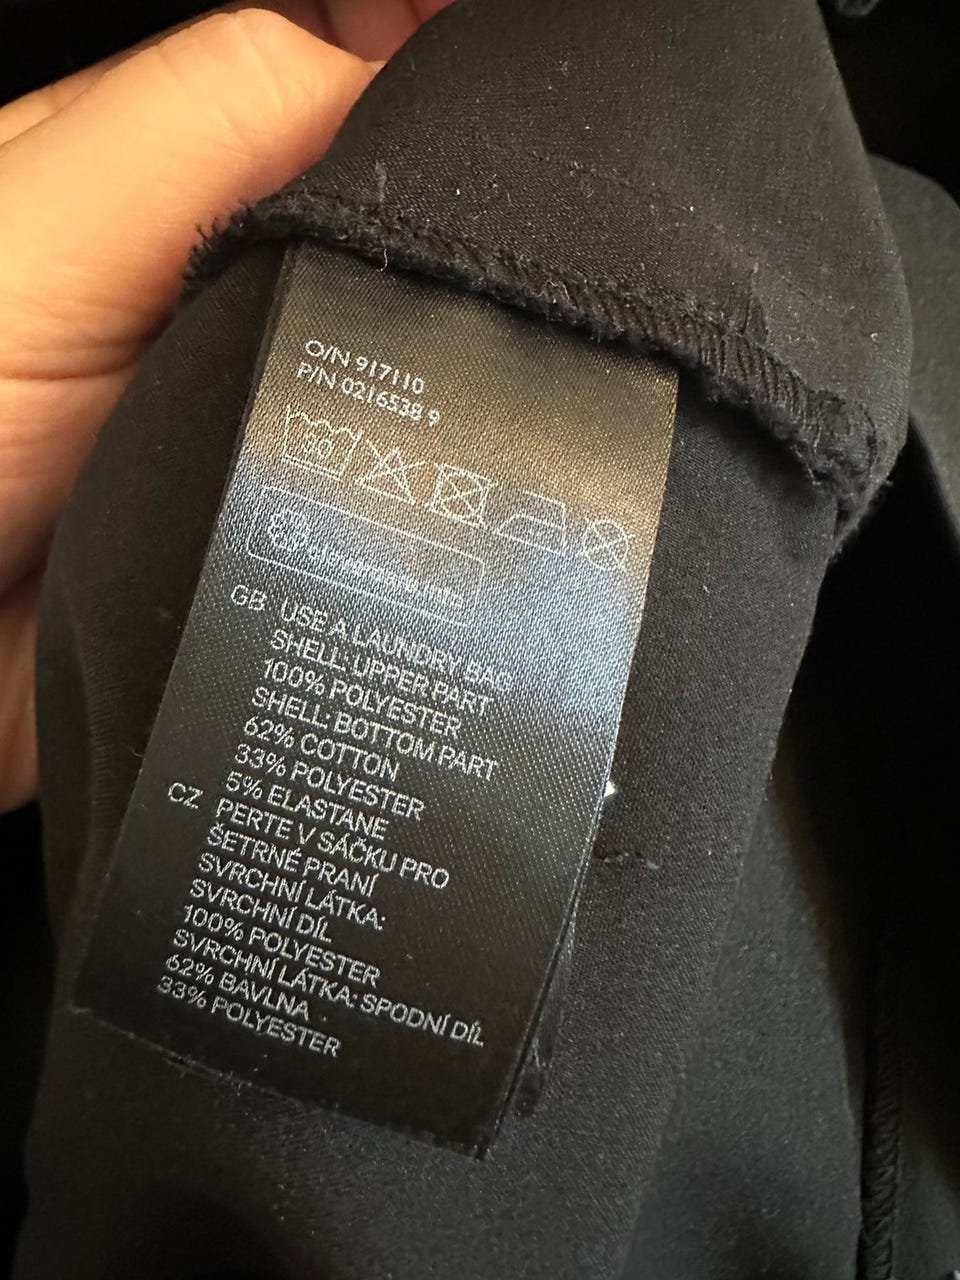 O/N 917110
P/N 0216538 9
30
GB USE A LAUNDRY BAG
SHELL: UPPER PART
100% POLYESTER
SHELL: BOTTOM PART
62% COTTON
33% POLYESTER
5% ELASTANE
CZ PERTE V SÁČKU PRO
ŠETRNÉ PRANÍ
SVRCHNÍ LÁTKA:
SVRCHNÍ DÍL
100% POLYESTER
SVRCHNÍ LÁTKA: SPODNÍ DÍL
62% BAVLNA
33% POLYESTER